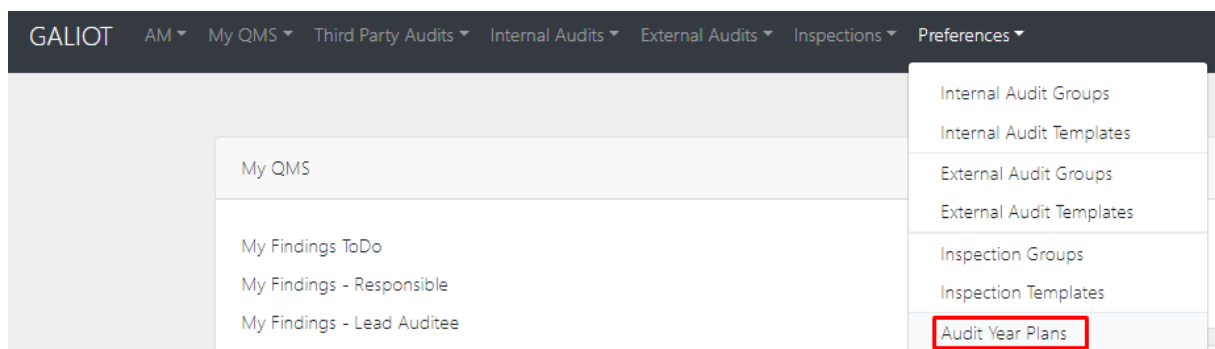 GALIOT AM My QMS Third Party Audits Internal Audits External Audits Inspections Preferences
Internal Audit Groups
Internal Audit Templates
External Audit Groups
External Audit Templates
Inspection Groups
Inspection Templates
Audit Year Plans
My QMS
My Findings ToDo
My Findings - Responsible
My Findings - Lead Auditee